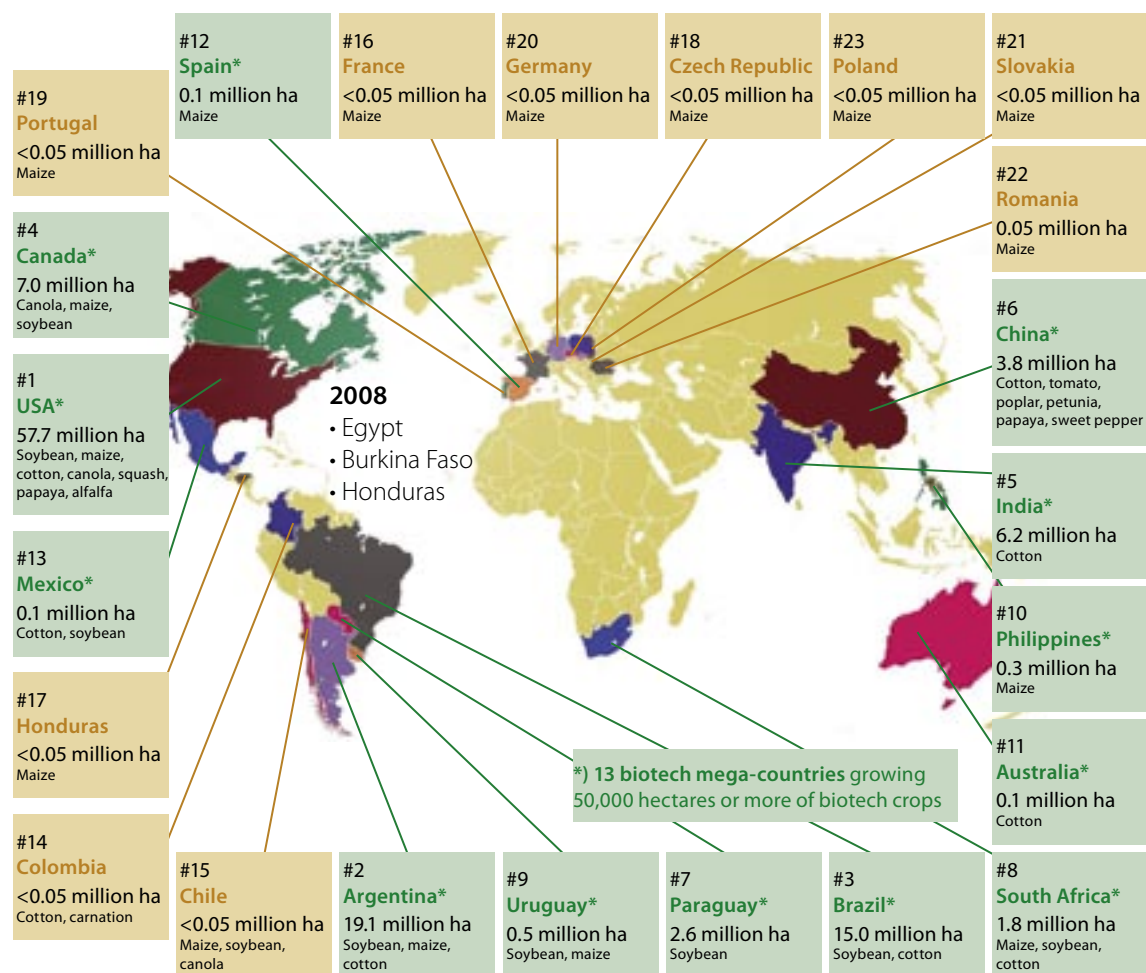 #12
Spain*
0.1 million ha
Maize
#16
France
<0.05 million ha
Maize
#20
Germany
<0.05 million ha
Maize
#18
Czech Republic
<0.05 million ha
Maize
#23
Poland
<0.05 million ha
Maize
#21
Slovakia
<0.05 million ha
Maize
#19
Portugal
<0.05 million ha
Maize
#22
Romania
0.05 million ha
Maize
#4
Canada*
7.0 million ha
Canola, maize,
soybean
#6
China*
3.8 million ha
Cotton, tomato,
poplar, petunia,
papaya, sweet pepper
#1
USA*
57.7 million ha
Soybean, maize,
cotton, canola, squash,
papaya, alfalfa
2008
• Egypt
• Burkina Faso
• Honduras
#5
India*
6.2 million ha
Cotton
#13
Mexico*
0.1 million ha
Cotton, soybean
#10
Philippines*
0.3 million ha
Maize
#17
Honduras
<0.05 million ha
Maize
#11
Australia*
0.1 million ha
Cotton
*) 13 biotech mega-countries growing
50,000 hectares or more of biotech crops
#14
Colombia
<0.05 million ha
Cotton, carnation
#15
Chile
<0.05 million ha
Maize, soybean,
canola
#2
Argentina*
19.1 million ha
Soybean, maize,
cotton
#9
Uruguay*
0.5 million ha
Soybean, maize
#7
Paraguay*
2.6 million ha
Soybean
#3
Brazil*
15.0 million ha
Soybean, cotton
#8
South Africa*
1.8 million ha
Maize, soybean,
cotton